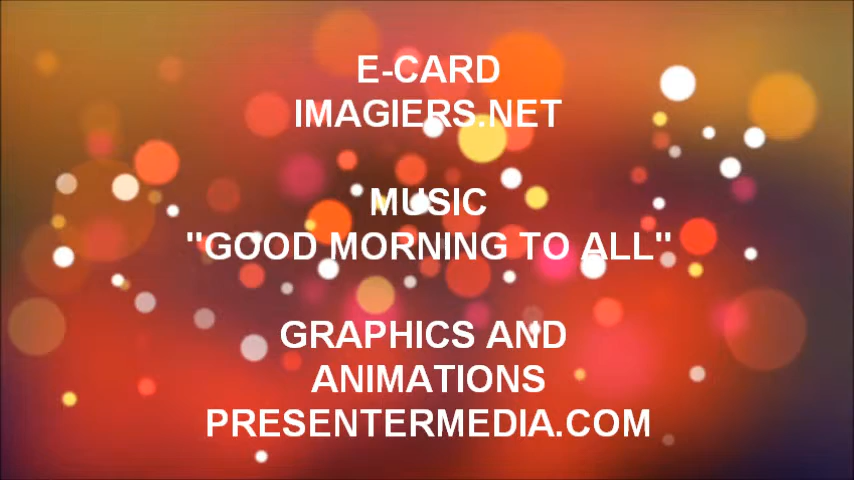 E-CARD
IMAGIERS.NET
MUSIC
"GOOD MORNING TO ALL"
GRAPHICS AND
ANIMATIONS
PRESENTERMEDIA.COM